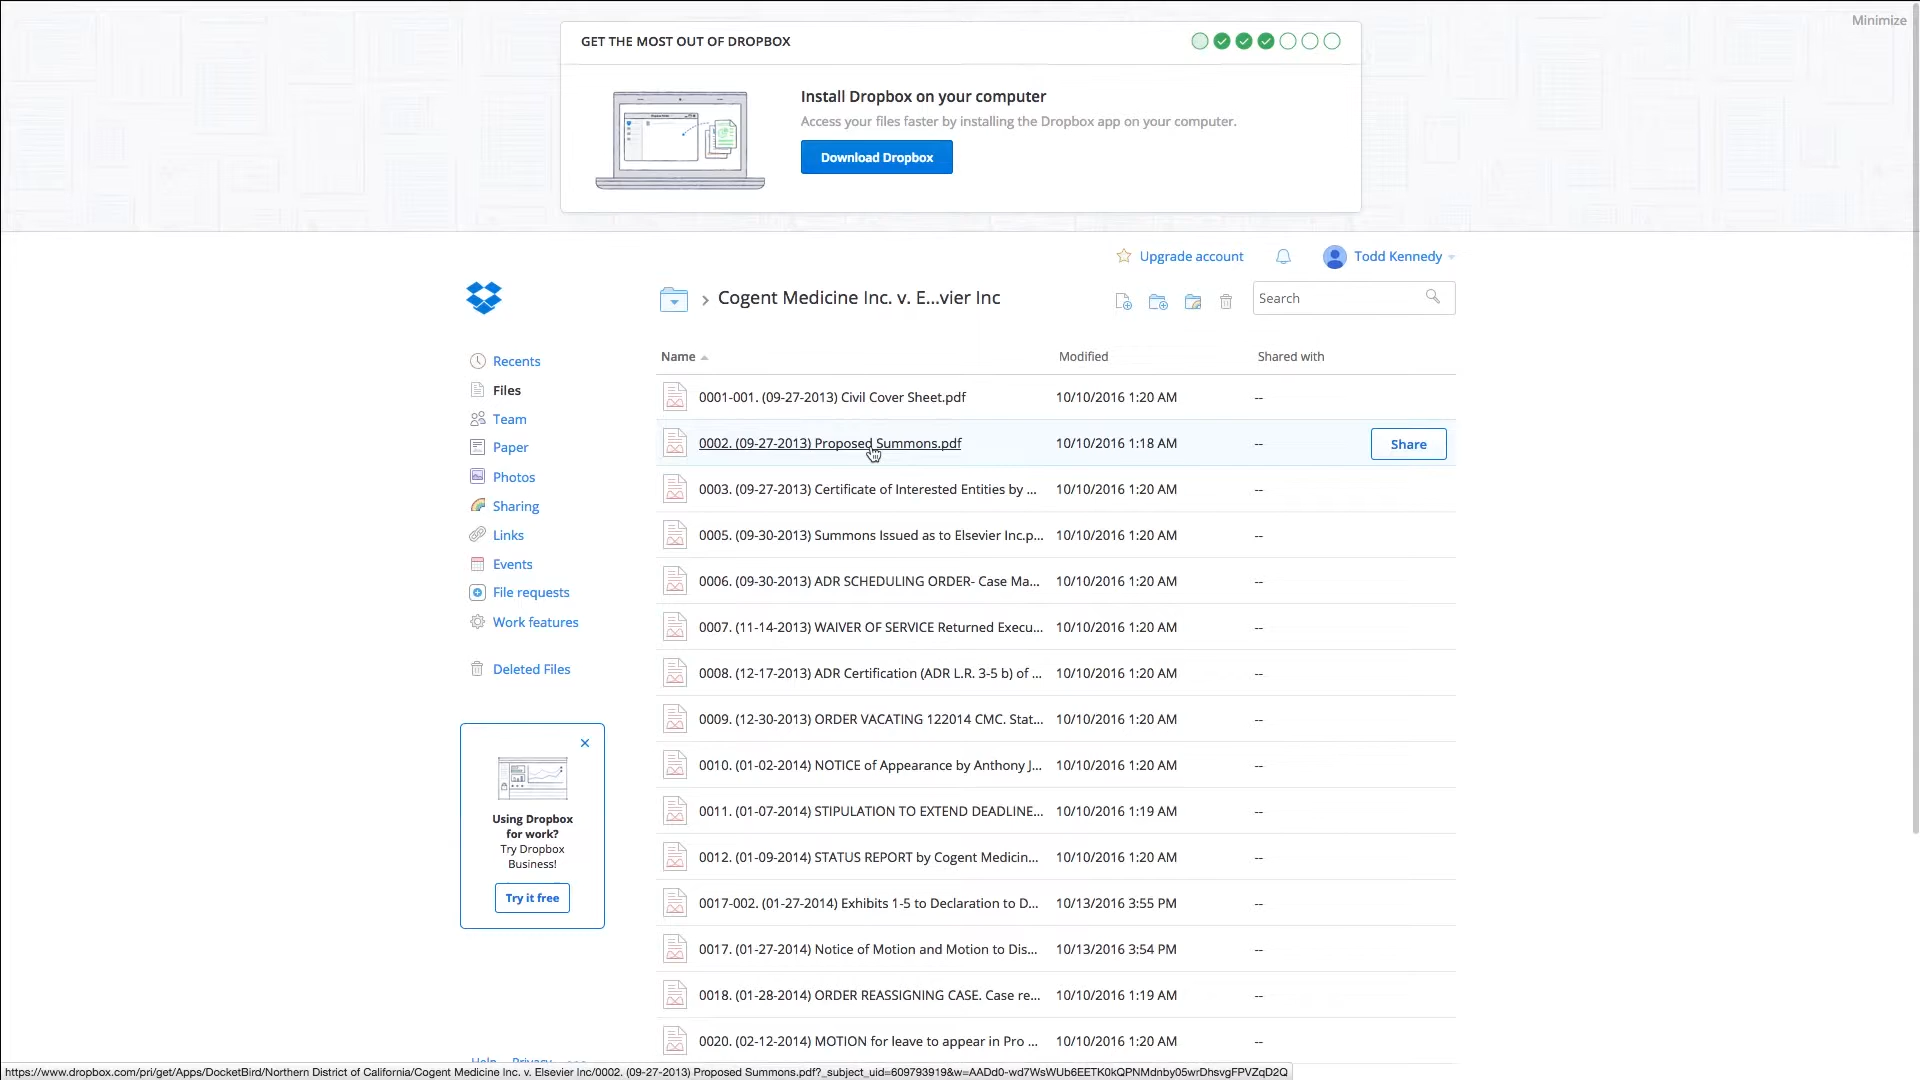 Minimize
GET THE MOST OUT OF DROPBOX
Install Dropbox on your computer
Access your files faster by installing the Dropbox app on your computer.
Download Dropbox
Upgrade account
Todd Kennedy
Cogent Medicine Inc. v. E...vier Inc
Search
Recents
Files
Team
Paper
Photos
Sharing
Links
Events
File requests
Work features
Deleted Files
Using Dropbox
for work?
Try Dropbox
Business!
Try it free
Name Modified Shared with
0001-001. (09-27-2013) Civil Cover Sheet.pdf 10/10/2016 1:20 AM --
0002. (09-27-2013) Proposed Summons.pdf 10/10/2016 1:18 AM -- Share
0003. (09-27-2013) Certificate of Interested Entities by ... 10/10/2016 1:20 AM --
0005. (09-30-2013) Summons Issued as to Elsevier Inc.p... 10/10/2016 1:20 AM --
0006. (09-30-2013) ADR SCHEDULING ORDER- Case Ma... 10/10/2016 1:20 AM --
0007. (11-14-2013) WAIVER OF SERVICE Returned Execu... 10/10/2016 1:20 AM --
0008. (12-17-2013) ADR Certification (ADR L.R. 3-5 b) of ... 10/10/2016 1:20 AM --
0009. (12-30-2013) ORDER VACATING 122014 CMC. Stat... 10/10/2016 1:20 AM --
0010. (01-02-2014) NOTICE of Appearance by Anthony J... 10/10/2016 1:20 AM --
0011. (01-07-2014) STIPULATION TO EXTEND DEADLINE... 10/10/2016 1:19 AM --
0012. (01-09-2014) STATUS REPORT by Cogent Medicin... 10/10/2016 1:20 AM --
0017-002. (01-27-2014) Exhibits 1-5 to Declaration to D... 10/13/2016 3:55 PM --
0017. (01-27-2014) Notice of Motion and Motion to Dis... 10/13/2016 3:54 PM --
0018. (01-28-2014) ORDER REASSIGNING CASE. Case re... 10/10/2016 1:19 AM --
0020. (02-12-2014) MOTION for leave to appear in Pro ... 10/10/2016 1:20 AM --
Help Privacy
https://www.dropbox.com/pri/get/Apps/DocketBird/Northern District of California/Cogent Medicine Inc. v. Elsevier Inc/0002. (09-27-2013) Proposed Summons.pdf?_subject_uid=609793919&w=AADd0-wd7WsWUb6EETK0kQPNMdnby05wrDhsvgFPVZqD2Q